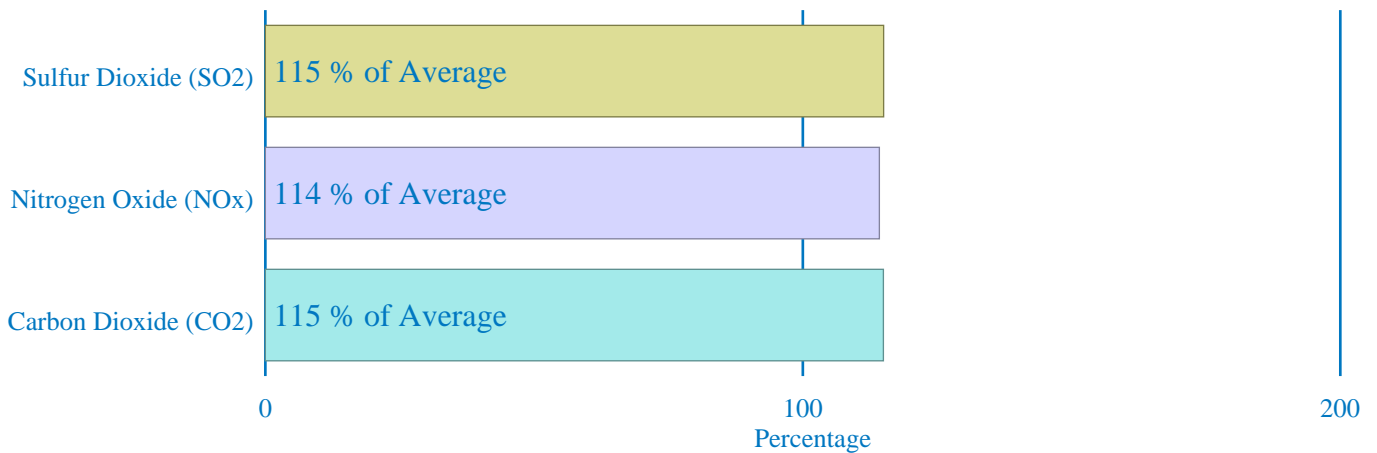 Sulfur Dioxide (SO2)
115 % of Average
Nitrogen Oxide (NOx)
114 % of Average
Carbon Dioxide (CO2)
115 % of Average
0 100 200
Percentage